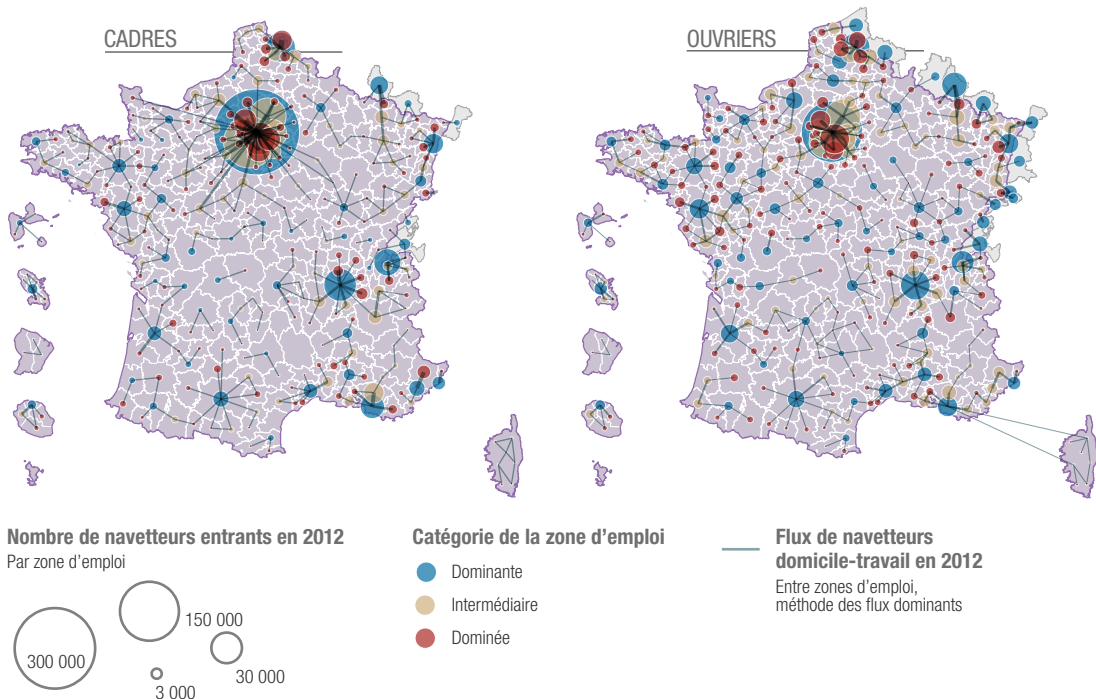 CADRES
OUVRIERS
Nombre de navetteurs entrants en 2012
Par zone d’emploi
300 000
150 000
30 000
3 000
Catégorie de la zone d’emploi
Dominante
Intermédiaire
Dominée
Flux de navetteurs
domicile-travail en 2012
Entre zones d’emploi,
méthode des flux dominants